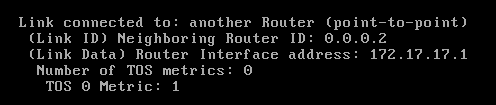 Link connected to: another Router (point-to-point)
(Link ID) Neighboring Router ID: 0.0.0.2
(Link Data) Router Interface address: 172.17.17.1
Number of TOS metrics: 0
TOS 0 Metric: 1